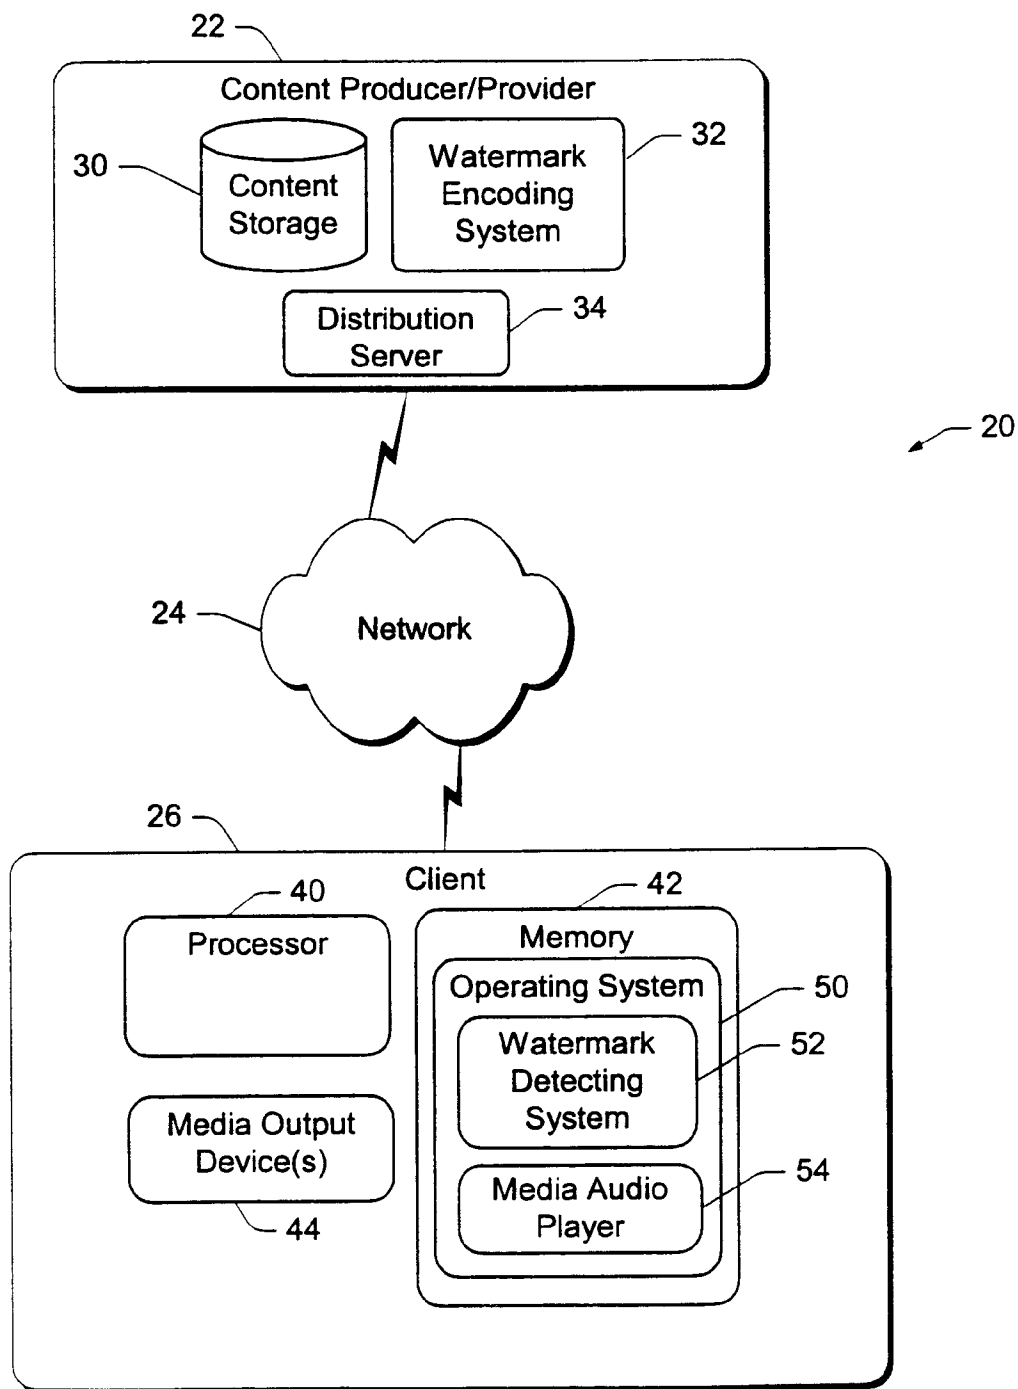 22
Content Producer/Provider
30
Content
Storage
Watermark
Encoding
System
32
Distribution
Server
34
20
24
Network
26
Client
40
Processor
42
Memory
Operating System
50
Watermark
Detecting
System
52
Media Output
Device(s)
44
Media Audio
Player
54